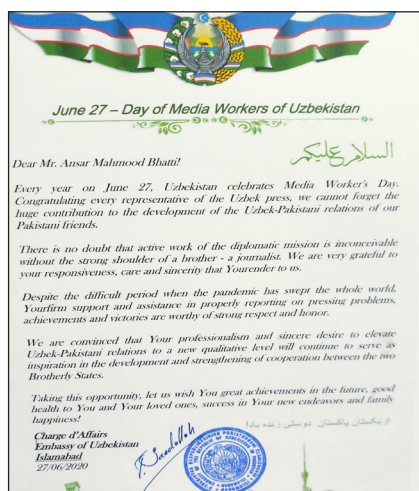 June 27 – Day of Media Workers of Uzbekistan
السلام علیکم
Dear Mr. Ansar Mahmood Bhatti!
Every year on June 27, Uzbekistan celebrates Media Worker's Day.
Congratulating every representative of the Uzbek press, we cannot forget the
huge contribution to the development of the Uzbek-Pakistani relations of our
Pakistani friends.
There is no doubt that active work of the diplomatic mission is inconceivable
without the strong shoulder of a brother - a journalist. We are very grateful to
your responsiveness, care and sincerity that Yourender to us.
Despite the difficult period when the pandemic has swept the whole world,
Yourfirm support and assistance in properly reporting on pressing problems,
achievements and victories are worthy of strong respect and honor.
We are convinced that Your professionalism and sincere desire to elevate
Uzbek-Pakistani relations to a new qualitative level will continue to serve as
inspiration in the development and strengthening of cooperation between the two
Brotherly States.
Taking this opportunity, let us wish You great achievements in the future, good
health to You and Your loved ones, success in Your new endeavors and family
happiness!
ازبکستان پاکستان دوستی زنده باد!
Charge d'Affairs
Embassy of Uzbekistan
Islamabad
27/06/2020